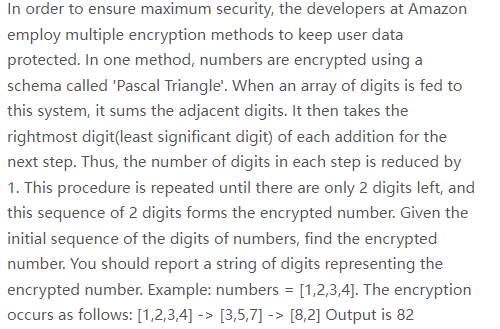 In order to ensure maximum security, the developers at Amazon
employ multiple encryption methods to keep user data
protected. In one method, numbers are encrypted using a
schema called 'Pascal Triangle'. When an array of digits is fed to
this system, it sums the adjacent digits. It then takes the
rightmost digit(least significant digit) of each addition for the
next step. Thus, the number of digits in each step is reduced by
1. This procedure is repeated until there are only 2 digits left, and
this sequence of 2 digits forms the encrypted number. Given the
initial sequence of the digits of numbers, find the encrypted
number. You should report a string of digits representing the
encrypted number. Example: numbers = [1,2,3,4]. The encryption
occurs as follows: [1,2,3,4] -> [3,5,7] -> [8,2] Output is 82